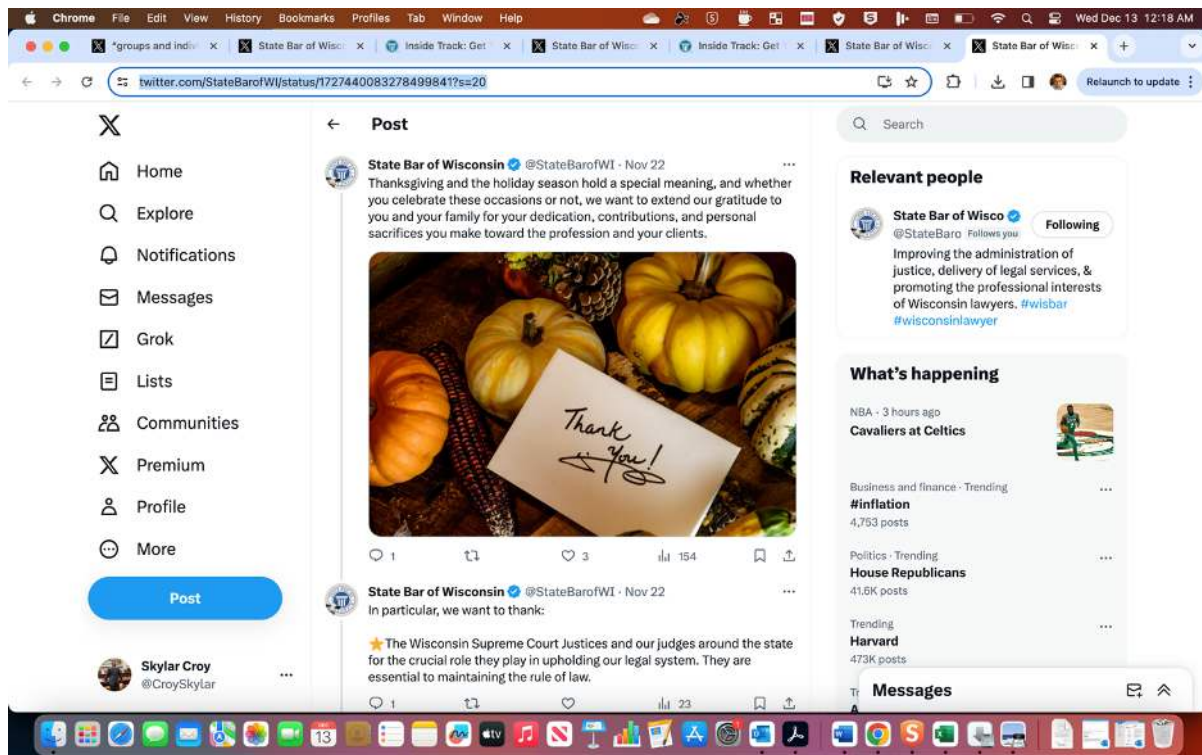 Chrome File Edit View History Bookmarks Profiles Tab Window Help Wed Dec 13 12:18 AM
State Bar of Wisc Inside Track: Get State Bar of Wisc Inside Track: Get State Bar of Wisc State Bar of Wisc
twitter.com/StateBarofWI/status/1727440083278499841?s=20
Relaunch to update
Post
Search
Home
Explore
Notifications
Messages
Grok
Lists
Communities
Premium
Profile
More
Post
Skylar Croy
@CroySkylar
State Bar of Wisconsin @StateBarofWI · Nov 22
Thanksgiving and the holiday season hold a special meaning, and whether
you celebrate these occasions or not, we want to extend our gratitude to
you and your family for your dedication, contributions, and personal
sacrifices you make toward the profession and your clients.
Thank
You!
1 3 154
State Bar of Wisconsin @StateBarofWI · Nov 22
In particular, we want to thank:
⭐The Wisconsin Supreme Court Justices and our judges around the state
for the crucial role they play in upholding our legal system. They are
essential to maintaining the rule of law.
1 23
Relevant people
State Bar of Wisco
@StateBaro Follows you
Following
Improving the administration of
justice, delivery of legal services, &
promoting the professional interests
of Wisconsin lawyers. #wisbar
#wisconsinlawyer
What's happening
NBA · 3 hours ago
Cavaliers at Celtics
Business and finance · Trending
#inflation
4,753 posts
Politics · Trending
House Republicans
41.6K posts
Trending
Harvard
473K posts
Messages
13
tv